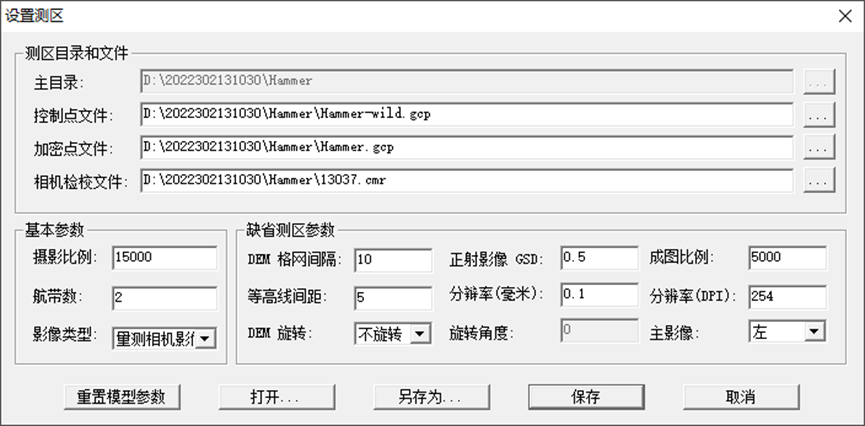 设置测区
测区目录和文件
主目录: D:\2022302131030\Hammer ...
控制点文件: D:\2022302131030\Hammer\Hammer-wild.gcp ...
加密点文件: D:\2022302131030\Hammer\Hammer.gcp ...
相机检校文件: D:\2022302131030\Hammer\13037.cmr ...
基本参数
摄影比例: 15000
航带数: 2
影像类型: 量测相机影
缺省测区参数
DEM 格网间隔: 10 正射影像 GSD: 0.5 成图比例: 5000
等高线间距: 5 分辨率(毫米): 0.1 分辨率(DPI): 254
DEM 旋转: 不旋转 旋转角度: 0 主影像: 左
重置模型参数 打开... 另存为... 保存 取消